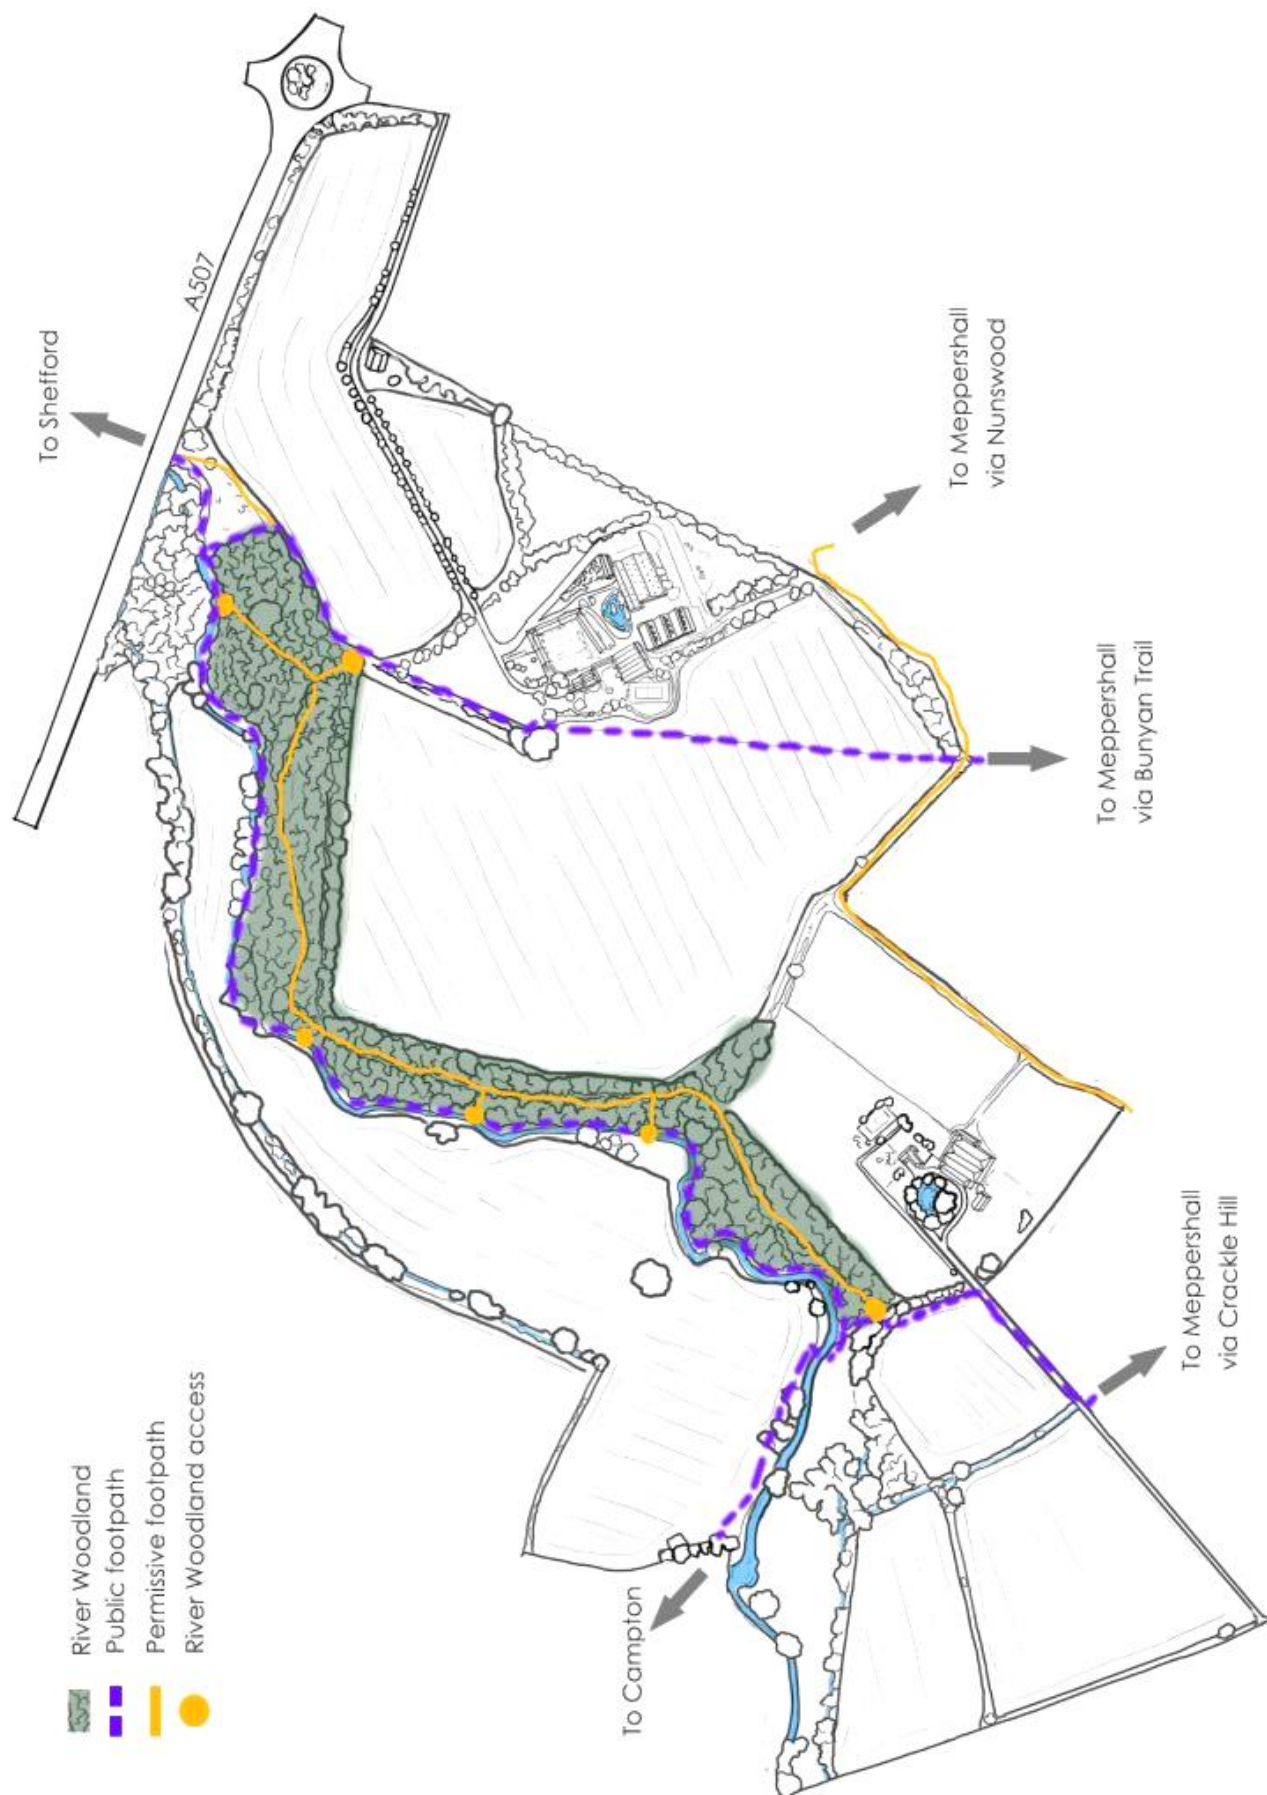 River Woodland
Public footpath
Permissive footpath
River Woodland access
To Campton
To Shefford
A507
To Meppershall
via Nunswood
To Meppershall
via Bunyan Trail
To Meppershall
via Crackle Hill